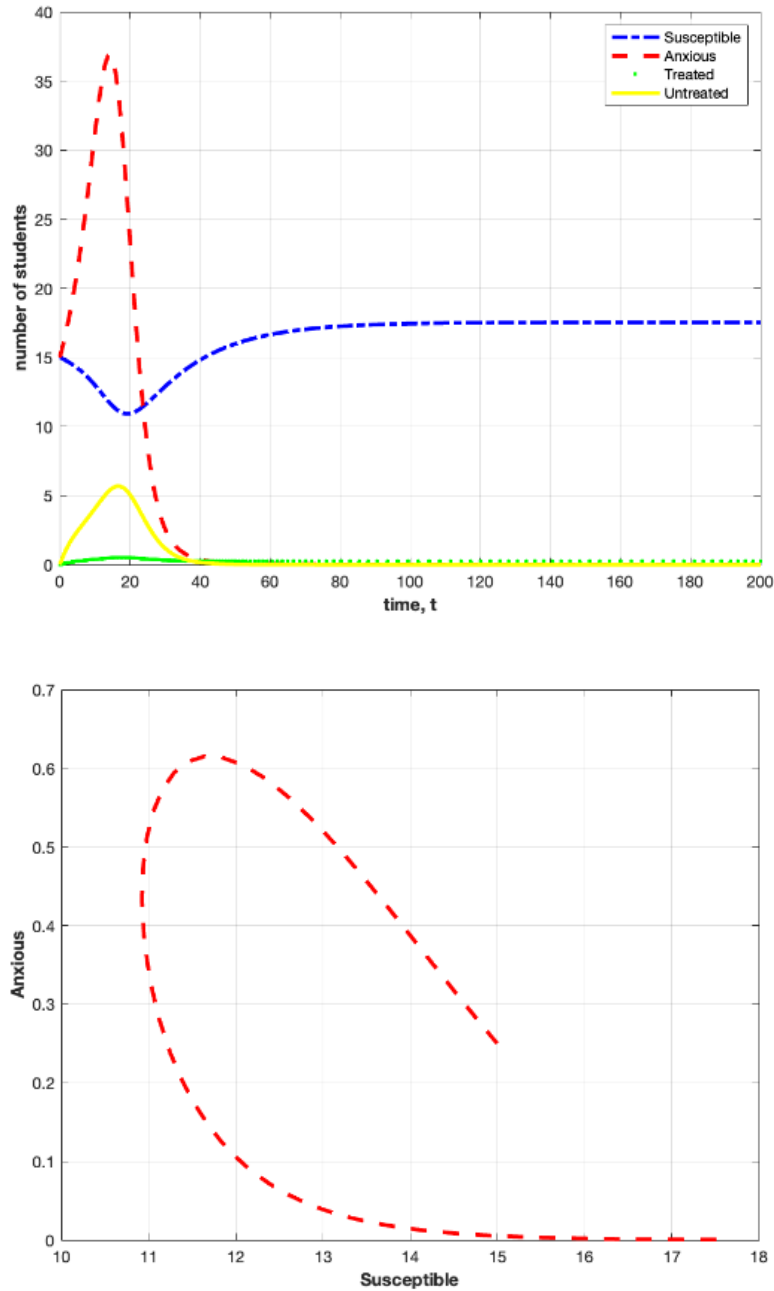 40
35
30
25
20
15
10
5
0
number of students
Susceptible
Anxious
Treated
Untreated
0 20 40 60 80 100 120 140 160 180 200
time, t
0.7
0.6
0.5
0.4
0.3
0.2
0.1
0
Anxious
10 11 12 13 14 15 16 17 18
Susceptible